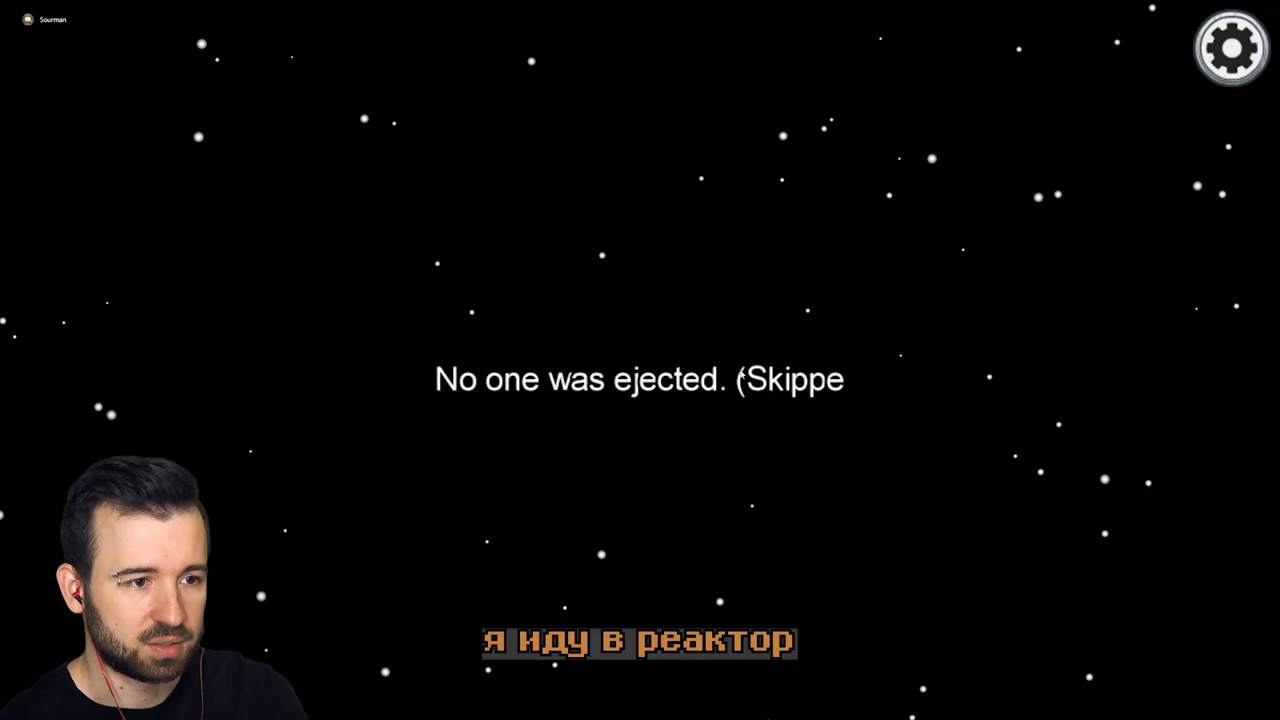 Sourman
No one was ejected. (Skippe
я иду в реактор